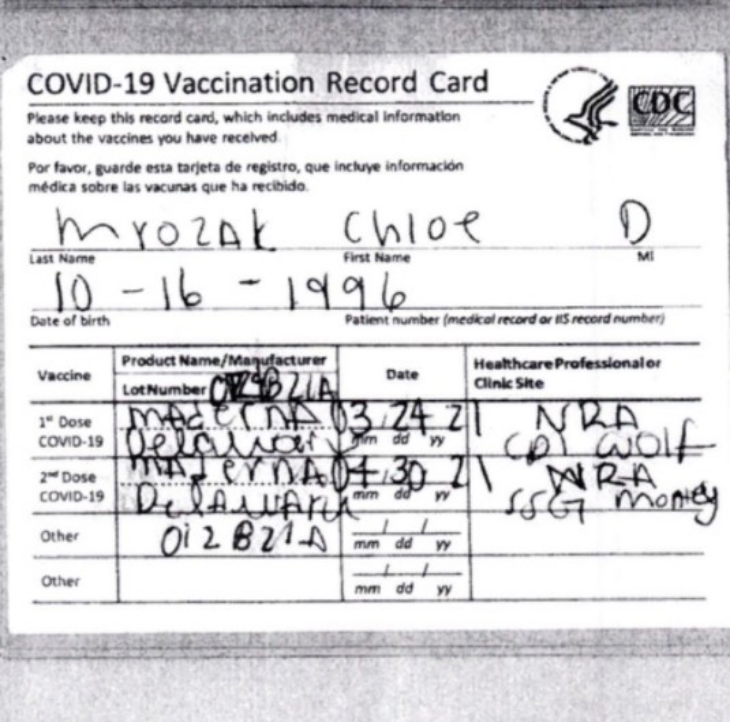 COVID-19 Vaccination Record Card
CDC
Please keep this record card, which includes medical information
about the vaccines you have received.
Por favor, guarde esta tarjeta de registro, que incluye información
médica sobre las vacunas que ha recibido.
Mrozak Chloe D
Last Name First Name MI
10-16-1996
Date of birth Patient number (medical record or IIS record number)
Vaccine Product Name/Manufacturer Date Healthcare Professional or
Lot Number Clinic Site
1st Dose Maderna 03 24 21 NRA
COVID-19 Delaware mm dd yy CPT Wolf
2nd Dose Maderna 04 30 21 NRA
COVID-19 Delaware mm dd yy SSG
Other 012B21A / /
mm dd yy
Other / /
mm dd yy